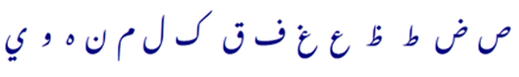 ص ض ط ظ ع غ ف ق ک ل م ن ه و ي